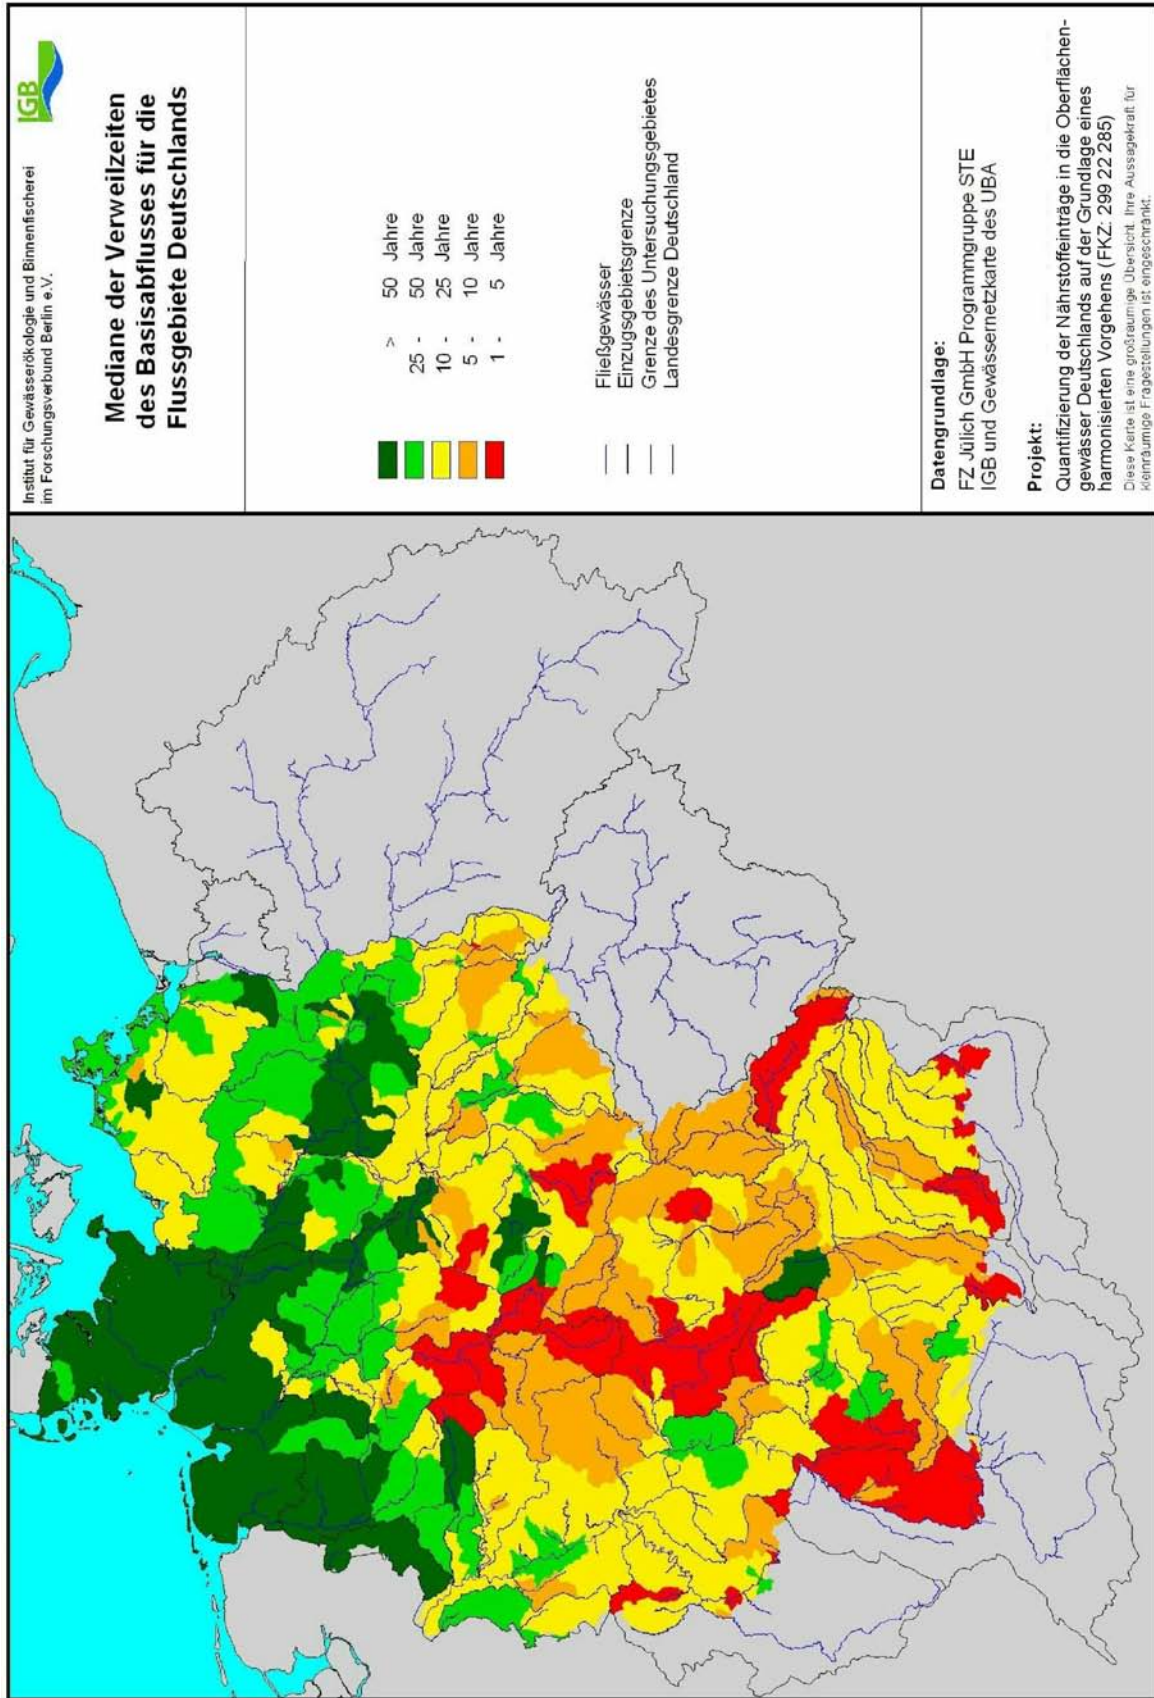 Institut für Gewässerökologie und Binnenfischerei
im Forschungsverbund Berlin e.V.
IGB
Mediane der Verweilzeiten
des Basisabflusses für die
Flussgebiete Deutschlands
> 50 Jahre
25 - 50 Jahre
10 - 25 Jahre
5 - 10 Jahre
1 - 5 Jahre
Fließgewässer
Einzugsgebietsgrenze
Grenze des Untersuchungsgebietes
Landesgrenze Deutschland
Datengrundlage:
FZ Jülich GmbH Programmgruppe STE
IGB und Gewässernetzkarte des UBA
Projekt:
Quantifizierung der Nährstoffeinträge in die Oberflächen-
gewässer Deutschlands auf der Grundlage eines
harmonisierten Vorgehens (FKZ: 299 22 285)
Diese Karte ist eine großräumige Übersicht. Ihre Aussagekraft für
kleinräumige Fragestellungen ist eingeschränkt.